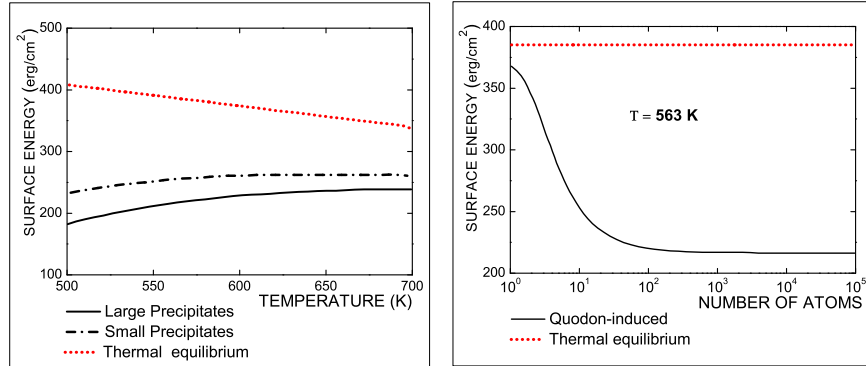 SURFACE ENERGY (erg/cm²)
500
400
300
200
100
500 550 600 650 700
TEMPERATURE (K)
Large Precipitates
Small Precipitates
Thermal equilibrium
SURFACE ENERGY (erg/cm²)
400
350
300
250
200
T = 563 K
10⁰ 10¹ 10² 10³ 10⁴ 10⁵
NUMBER OF ATOMS
Quodon-induced
Thermal equilibrium